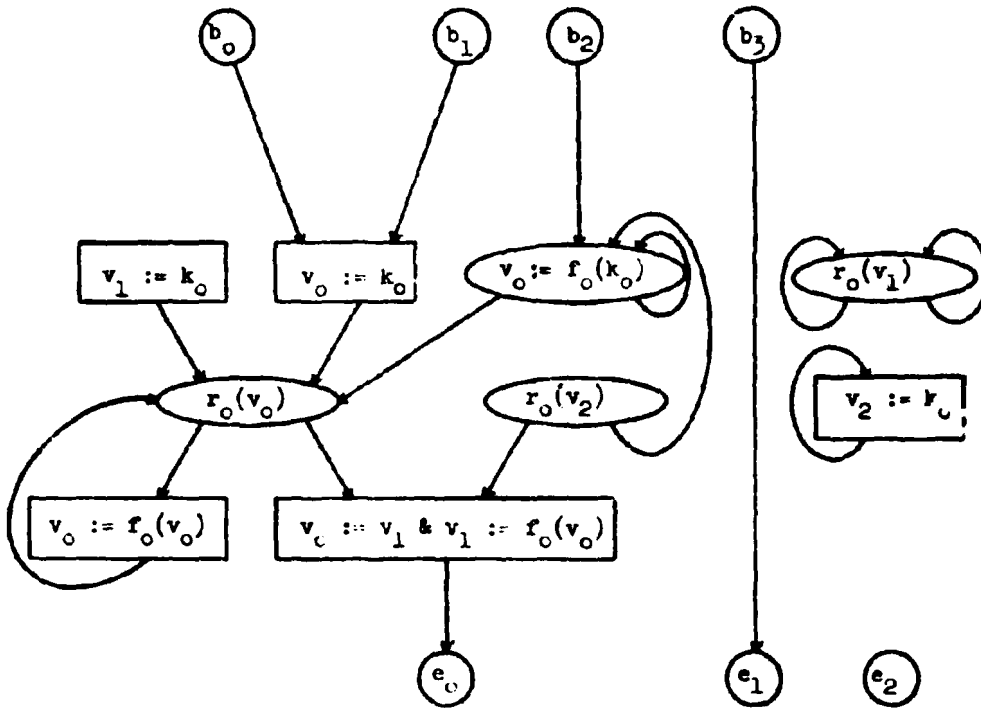 b₀ b₁ b₂ b₃
v₁ := k₀ v₀ := k₀ v₀ := f₀(k₀) r₀(v₁)
r₀(v₀) r₀(v₂) v₂ := k₀
v₀ := f₀(v₀) v₀ := v₁ & v₁ := f₀(v₀)
e₀ e₁ e₂